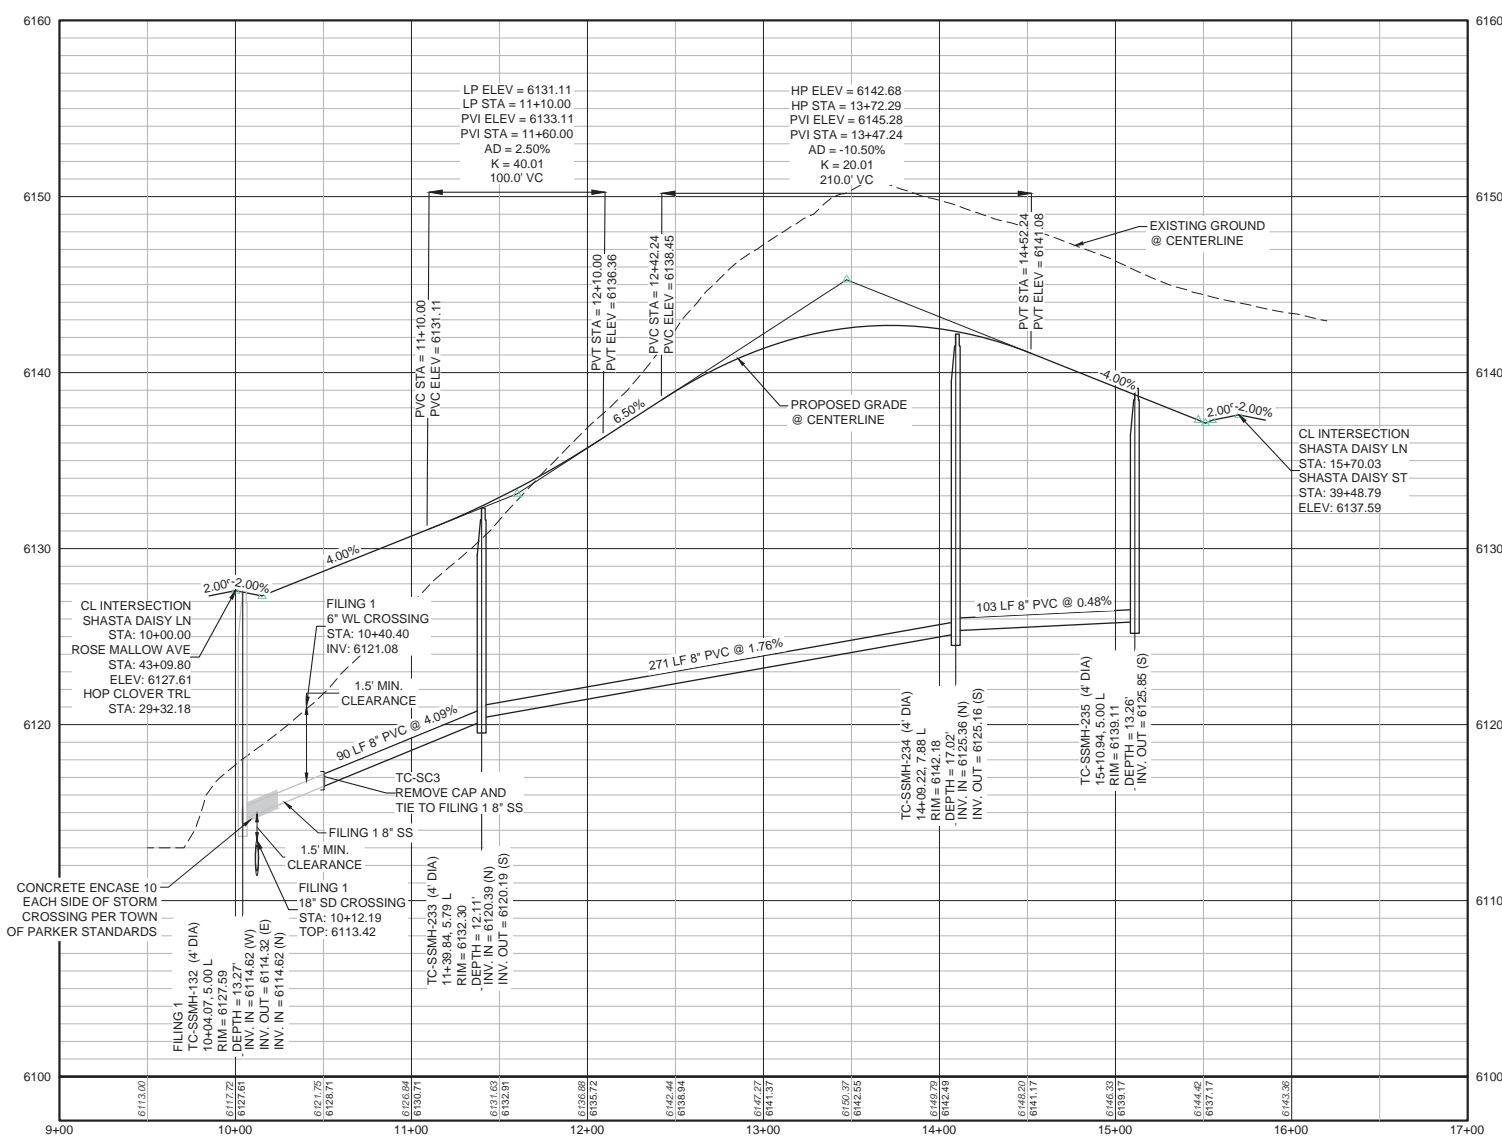 6160
6160
LP ELEV = 6131.11
LP STA = 11+10.00
PVI ELEV = 6133.11
PVI STA = 11+60.00
AD = 2.50%
K = 40.01
100.0' VC
HP ELEV = 6142.68
HP STA = 13+72.29
PVI ELEV = 6145.28
PVI STA = 13+47.24
AD = -10.50%
K = 20.01
210.0' VC
6150
6150
PVC STA = 11+10.00
PVC ELEV = 6131.11
PVT STA = 12+10.00
PVT ELEV = 6136.36
PVC STA = 12+42.24
PVC ELEV = 6138.45
PVT STA = 14+52.24
PVT ELEV = 6141.08
EXISTING GROUND
@ CENTERLINE
6140
6140
6.50%
-4.00%
PROPOSED GRADE
@ CENTERLINE
2.00%
-2.00%
CL INTERSECTION
SHASTA DAISY LN
STA: 15+70.03
SHASTA DAISY ST
STA: 39+48.79
ELEV: 6137.59
6130
6130
4.00%
2.00%
-2.00%
CL INTERSECTION
SHASTA DAISY LN
STA: 10+00.00
ROSE MALLOW AVE
STA: 43+09.80
ELEV: 6127.61
HOP CLOVER TRL
STA: 29+32.18
FILING 1
6" WL CROSSING
STA: 10+40.40
INV: 6121.08
1.5' MIN.
CLEARANCE
103 LF 8" PVC @ 0.48%
271 LF 8" PVC @ 1.76%
90 LF 8" PVC @ 4.09%
6120
6120
TC-SC3
REMOVE CAP AND
TIE TO FILING 1 8" SS
FILING 1 8" SS
1.5' MIN.
CLEARANCE
CONCRETE ENCASE 10
EACH SIDE OF STORM
CROSSING PER TOWN
OF PARKER STANDARDS
FILING 1
18" SD CROSSING
STA: 10+12.19
TOP: 6113.42
6110
6110
FILING 1
TC-SSMH-132 (4' DIA)
10+04.07, 5.00 L
RIM = 6127.59
DEPTH = 13.27'
INV. IN = 6114.62 (W)
INV. OUT = 6114.32 (E)
INV. IN = 6114.62 (N)
TC-SSMH-233 (4' DIA)
11+39.84, 5.79 L
RIM = 6132.30
DEPTH = 12.11'
INV. IN = 6120.39 (N)
INV. OUT = 6120.19 (S)
TC-SSMH-234 (4' DIA)
14+09.22, 7.88 L
RIM = 6142.18
DEPTH = 17.02'
INV. IN = 6125.36 (N)
INV. OUT = 6125.16 (S)
TC-SSMH-235 (4' DIA)
15+10.94, 5.00 L
RIM = 6139.11
DEPTH = 13.26'
INV. OUT = 6125.85 (S)
6100
6100
6113.00
6117.72
6127.61
6121.75
6128.71
6126.84
6130.71
6131.63
6132.91
6136.88
6135.72
6142.44
6138.94
6147.27
6141.37
6150.37
6142.55
6149.79
6142.49
6148.20
6141.17
6146.33
6139.17
6144.42
6137.17
6143.36
9+00
10+00
11+00
12+00
13+00
14+00
15+00
16+00
17+00